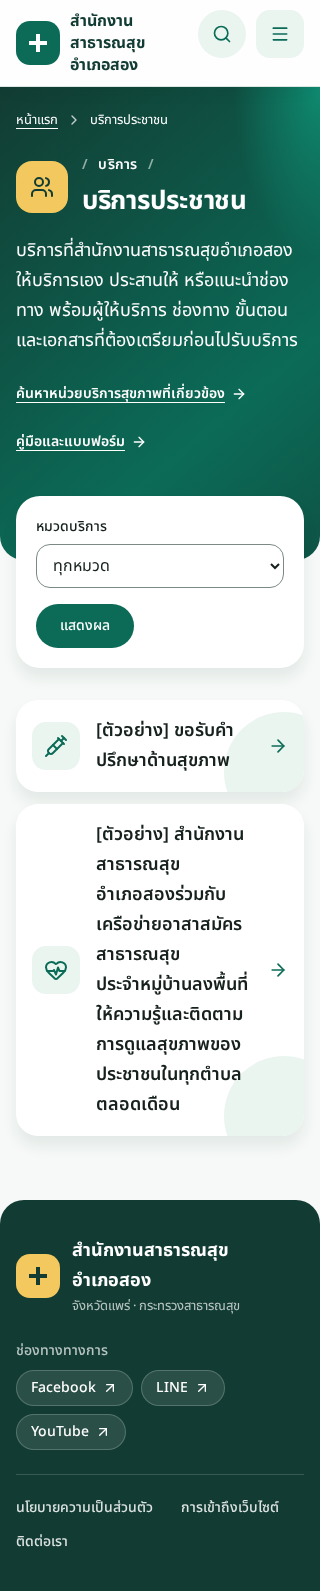 สำนักงาน
สาธารณสุข
อำเภอสอง
หน้าแรก
บริการประชาชน
/ บริการ /
บริการประชาชน
บริการที่สำนักงานสาธารณสุขอำเภอสอง
ให้บริการเอง ประสานให้ หรือแนะนำช่อง
ทาง พร้อมผู้ให้บริการ ช่องทาง ขั้นตอน
และเอกสารที่ต้องเตรียมก่อนไปรับบริการ
ค้นหาหน่วยบริการสุขภาพที่เกี่ยวข้อง →
คู่มือและแบบฟอร์ม →
หมวดบริการ
ทุกหมวด
แสดงผล
[ตัวอย่าง] ขอรับคำ
ปรึกษาด้านสุขภาพ
[ตัวอย่าง] สำนักงาน
สาธารณสุข
อำเภอสองร่วมกับ
เครือข่ายอาสาสมัคร
สาธารณสุข
ประจำหมู่บ้านลงพื้นที่
ให้ความรู้และติดตาม
การดูแลสุขภาพของ
ประชาชนในทุกตำบล
ตลอดเดือน
สำนักงานสาธารณสุข
อำเภอสอง
จังหวัดแพร่ · กระทรวงสาธารณสุข
ช่องทางทางการ
Facebook
LINE
YouTube
นโยบายความเป็นส่วนตัว
การเข้าถึงเว็บไซต์
ติดต่อเรา